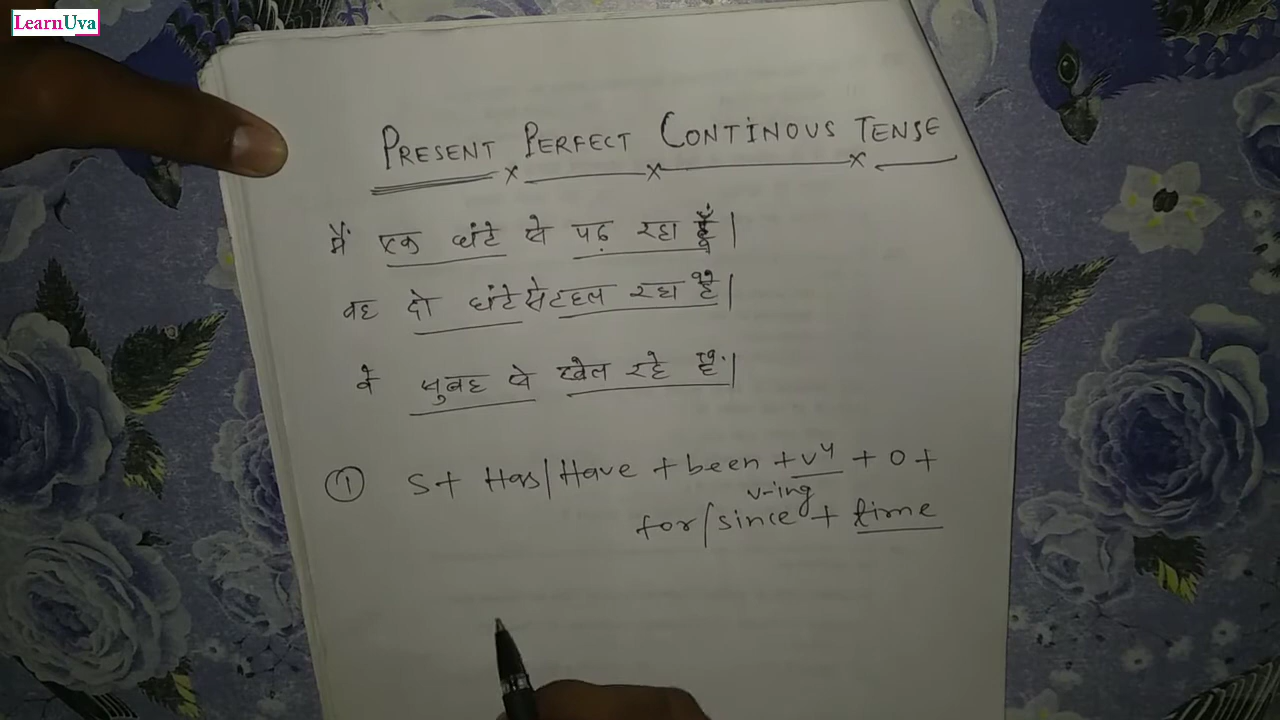 LearnUva
PRESENT PERFECT CONTINOUS TENSE
मैं एक घंटे से पढ़ रहा हूँ।
वह दो घंटे से टहल रहा है।
वे सुबह से खेल रहे हैं।
① S+ Has/Have + been + v4 + O +
v-ing
for/since + time